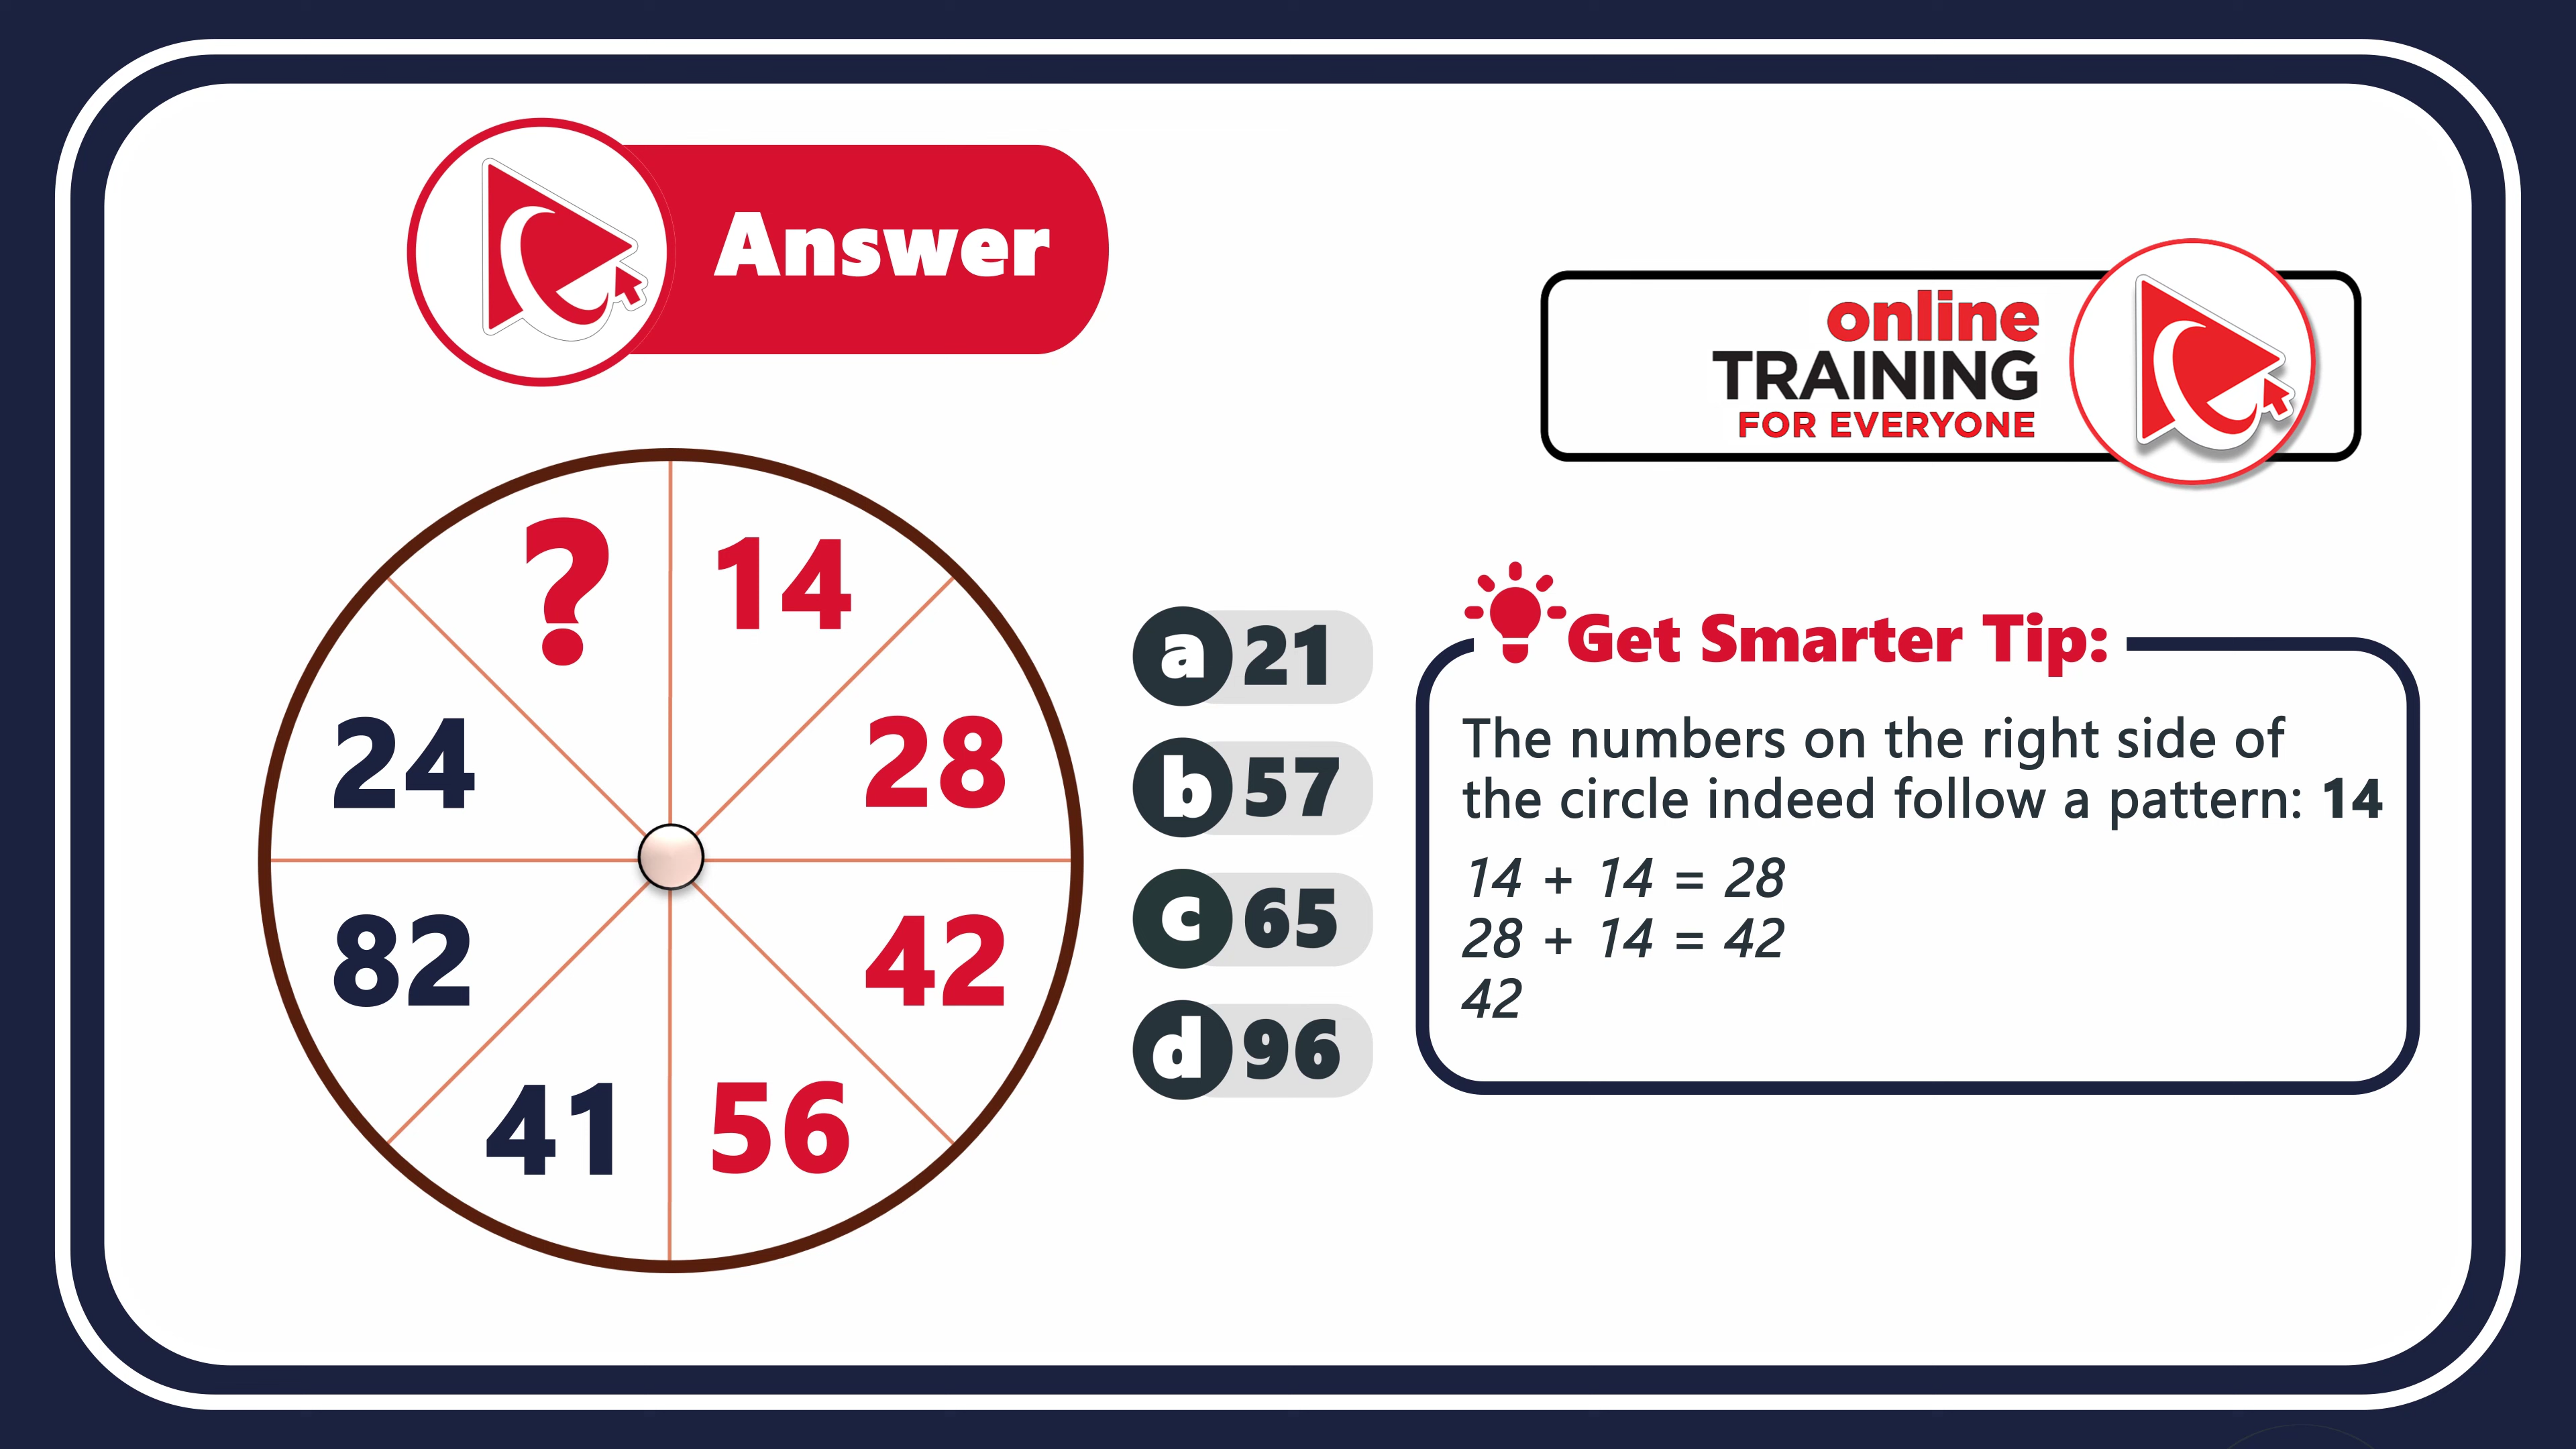 Answer
online
TRAINING
FOR EVERYONE
?
14
24
28
82
42
41
56
a 21
b 57
c 65
d 96
Get Smarter Tip:
The numbers on the right side of
the circle indeed follow a pattern: 14
14 + 14 = 28
28 + 14 = 42
42